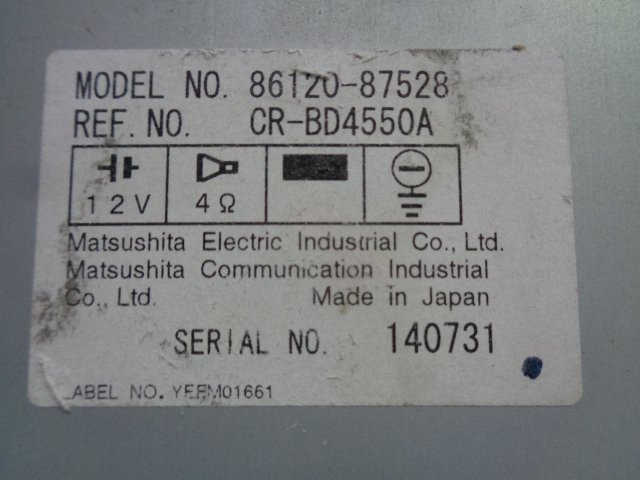 MODEL NO. 86120-87528
REF. NO. CR-BD4550A
12V 4Ω
Matsushita Electric Industrial Co., Ltd.
Matsushita Communication Industrial
Co., Ltd. Made in Japan
SERIAL NO. 140731
LABEL NO. YEFM01661